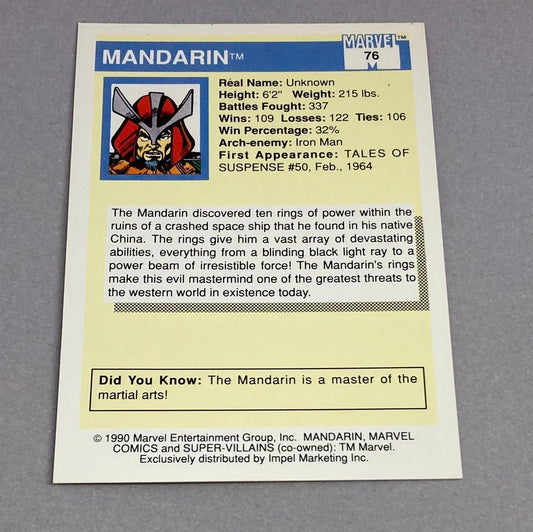 MANDARIN™
MARVEL™
76
Real Name: Unknown
Height: 6'2" Weight: 215 lbs.
Battles Fought: 337
Wins: 109 Losses: 122 Ties: 106
Win Percentage: 32%
Arch-enemy: Iron Man
First Appearance: TALES OF
SUSPENSE #50, Feb., 1964
The Mandarin discovered ten rings of power within the
ruins of a crashed space ship that he found in his native
China. The rings give him a vast array of devastating
abilities, everything from a blinding black light ray to a
power beam of irresistible force! The Mandarin's rings
make this evil mastermind one of the greatest threats to
the western world in existence today.
Did You Know: The Mandarin is a master of the
martial arts!
© 1990 Marvel Entertainment Group, Inc. MANDARIN, MARVEL
COMICS and SUPER-VILLAINS (co-owned): TM Marvel.
Exclusively distributed by Impel Marketing Inc.